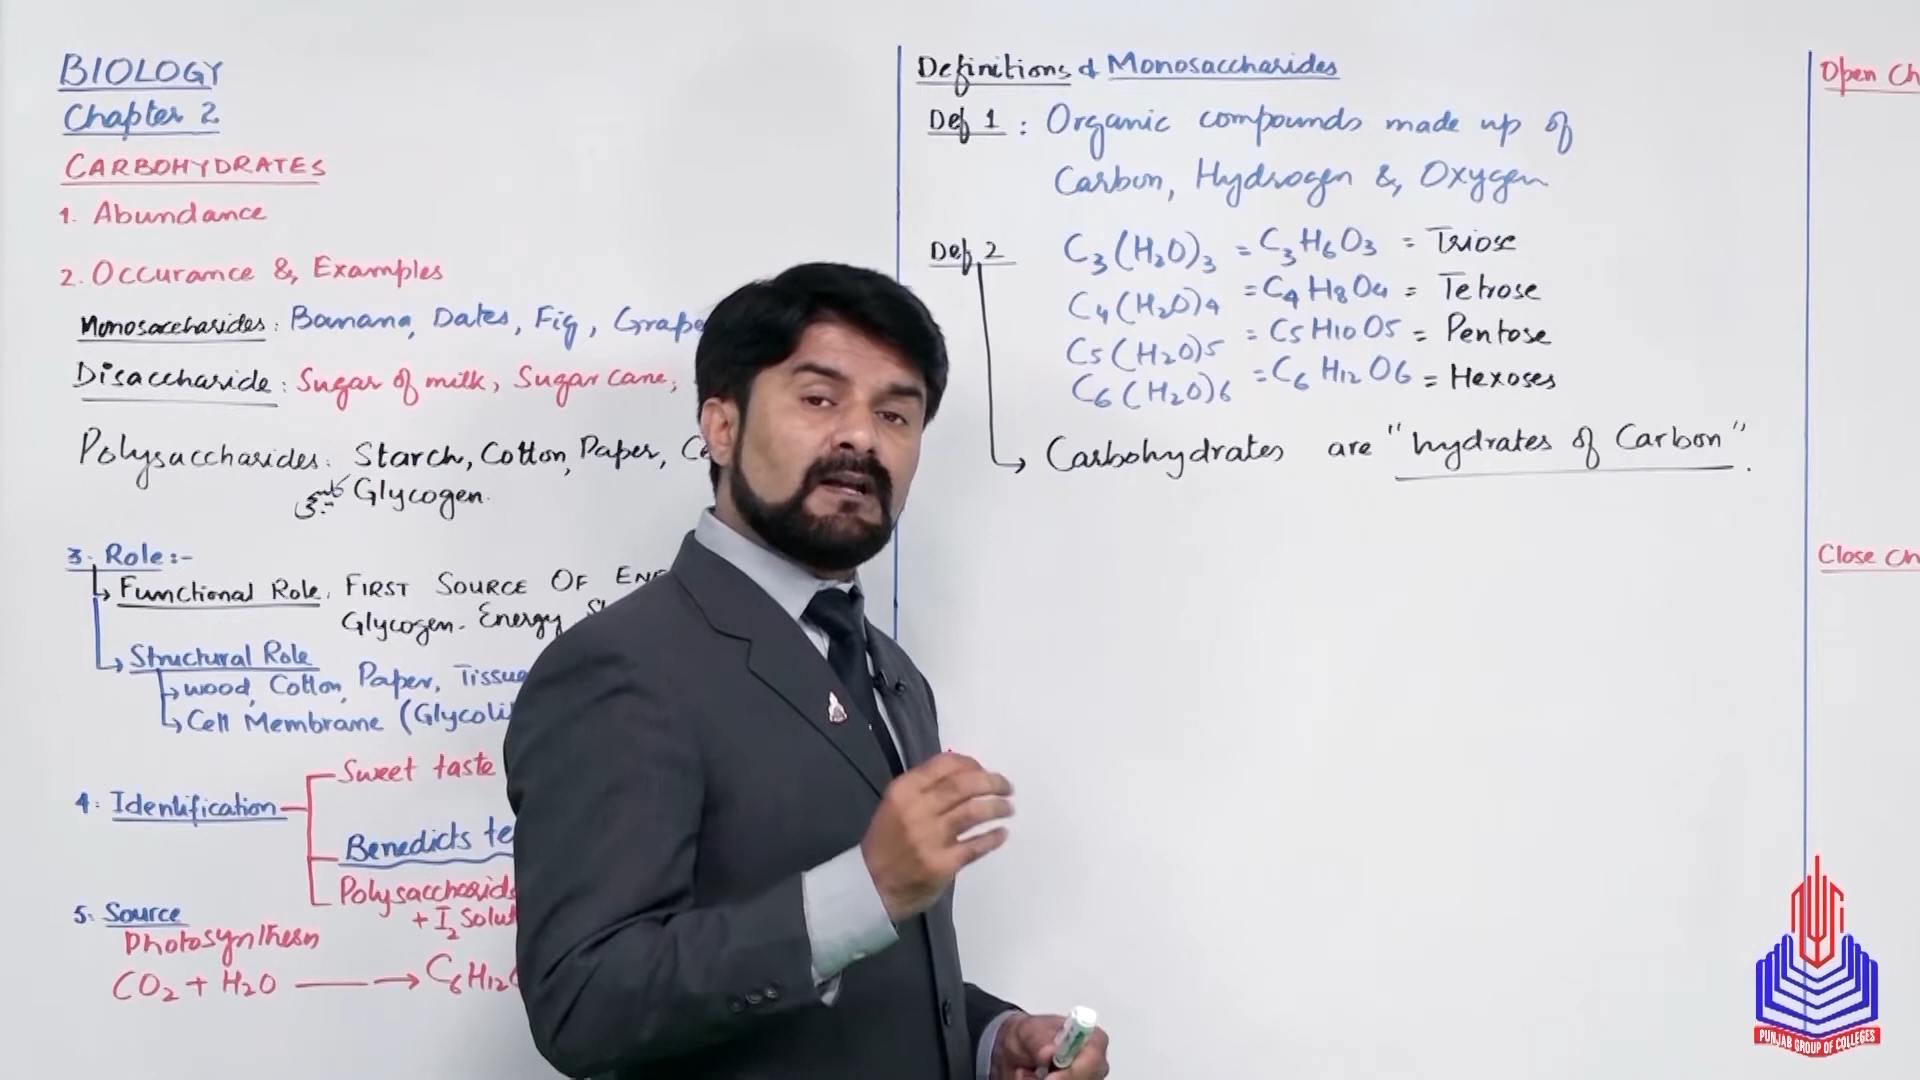 BIOLOGY
Chapter 2
CARBOHYDRATES
1. Abundance
2. Occurance &, Examples
Monosaccharides: Banana, Dates, Fig, Grape
Disaccharide: Sugar of milk, Sugar cane,
Polysaccharides: Starch, Cotton, Paper, Ce
Glycogen.
3. Role:-
Functional Role, FIRST SOURCE OF ENE
Glycogen. Energy St
Structural Role
wood, Cotton, Paper, Tissue
Cell Membrane (Glycoli
4: Identification
Sweet taste
Benedicts te
Polysaccharid
+ I2 Solut
5: Source
Photosynthesis
CO2 + H2O → C6H12O
Definitions & Monosaccharides
Def 1 : Organic compounds made up of
Carbon, Hydrogen &, Oxygen
Def 2 C3(H2O)3 = C3H6O3 = Triose
C4(H2O)4 = C4H8O4 = Tetrose
C5(H2O)5 = C5H10O5 = Pentose
C6(H2O)6 = C6H12O6 = Hexoses
Carbohydrates are "hydrates of Carbon".
Open Ch
Close Ch
PUNJAB GROUP OF COLLEGES